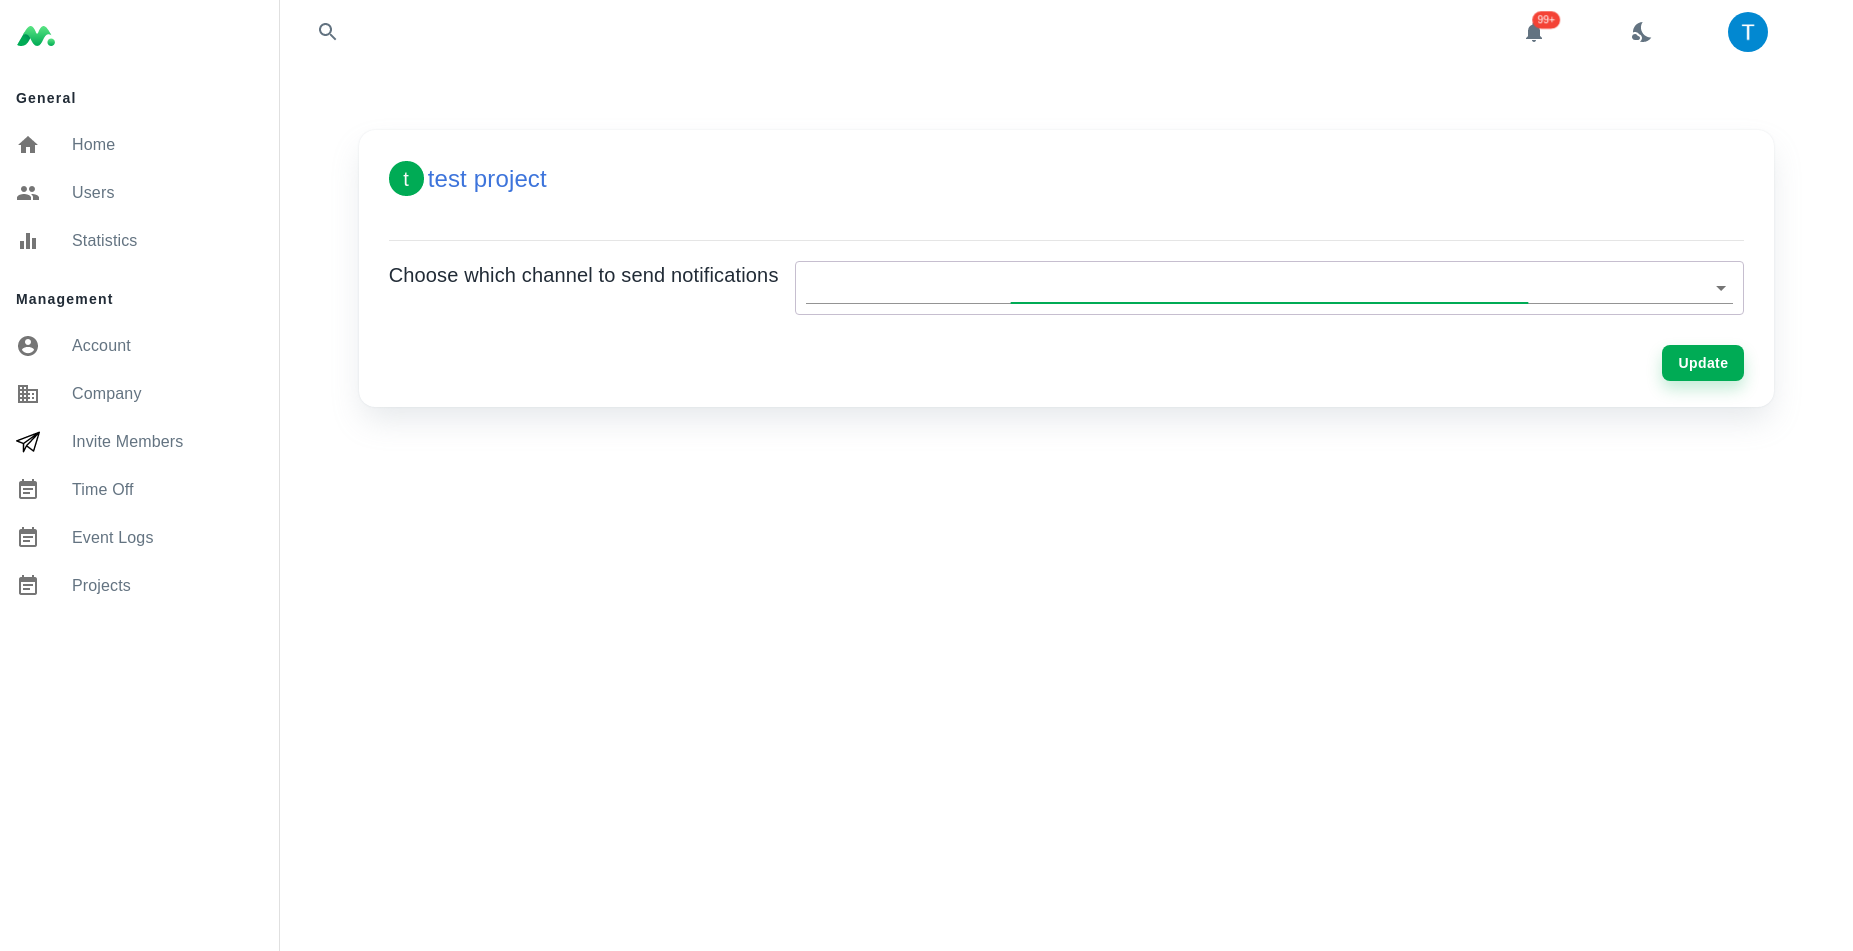 99+
T
General
Home
Users
Statistics
Management
Account
Company
Invite Members
Time Off
Event Logs
Projects
t test project
Choose which channel to send notifications
Update